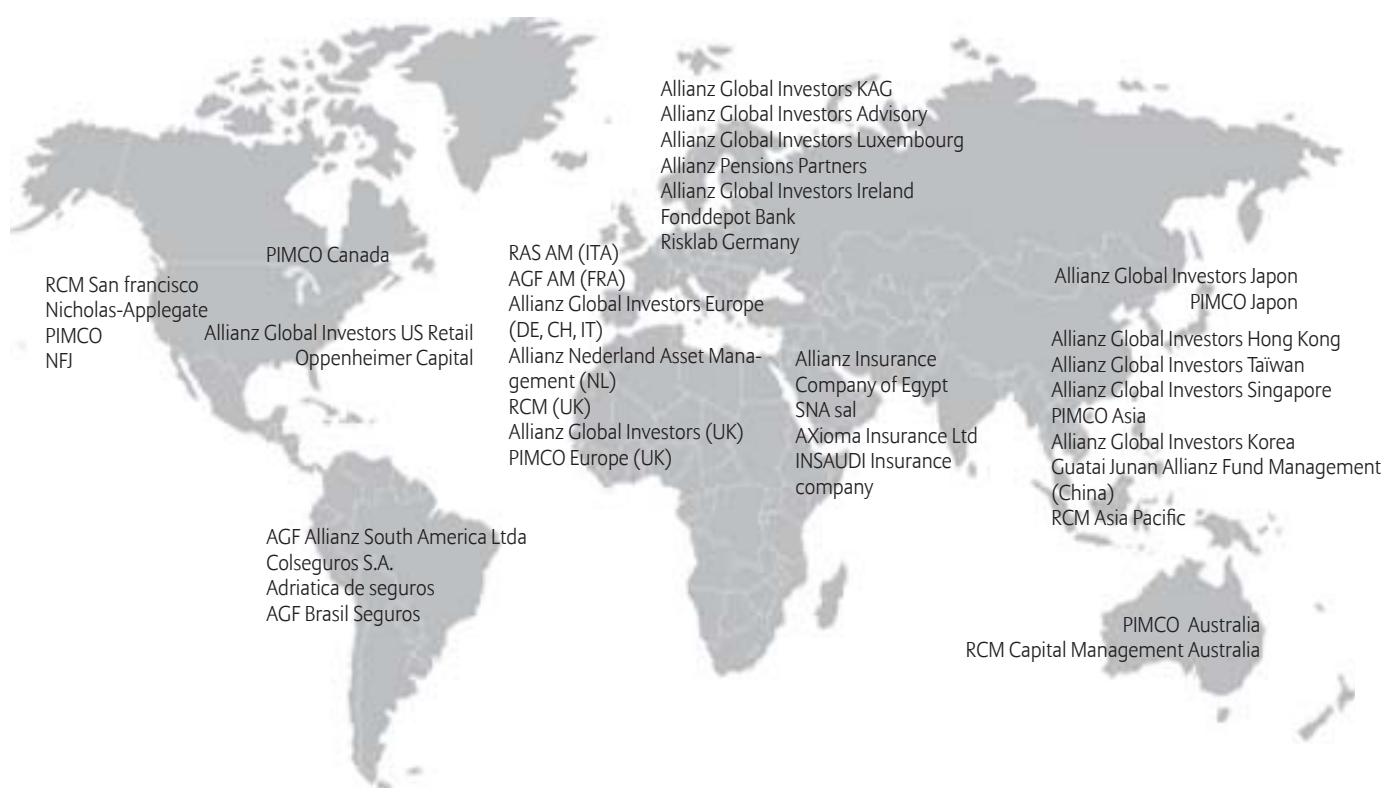 Allianz Global Investors KAG
Allianz Global Investors Advisory
Allianz Global Investors Luxembourg
Allianz Pensions Partners
Allianz Global Investors Ireland
Fonddepot Bank
Risklab Germany
PIMCO Canada
RCM San francisco
Nicholas-Applegate
PIMCO
NFJ
Allianz Global Investors US Retail
Oppenheimer Capital
RAS AM (ITA)
AGF AM (FRA)
Allianz Global Investors Europe
(DE, CH, IT)
Allianz Nederland Asset Mana-
gement (NL)
RCM (UK)
Allianz Global Investors (UK)
PIMCO Europe (UK)
Allianz Insurance
Company of Egypt
SNA sal
AXioma Insurance Ltd
INSAUDI Insurance
company
Allianz Global Investors Japon
PIMCO Japon
Allianz Global Investors Hong Kong
Allianz Global Investors Taïwan
Allianz Global Investors Singapore
PIMCO Asia
Allianz Global Investors Korea
Guatai Junan Allianz Fund Management
(China)
RCM Asia Pacific
AGF Allianz South America Ltda
Colseguros S.A.
Adriatica de seguros
AGF Brasil Seguros
PIMCO Australia
RCM Capital Management Australia